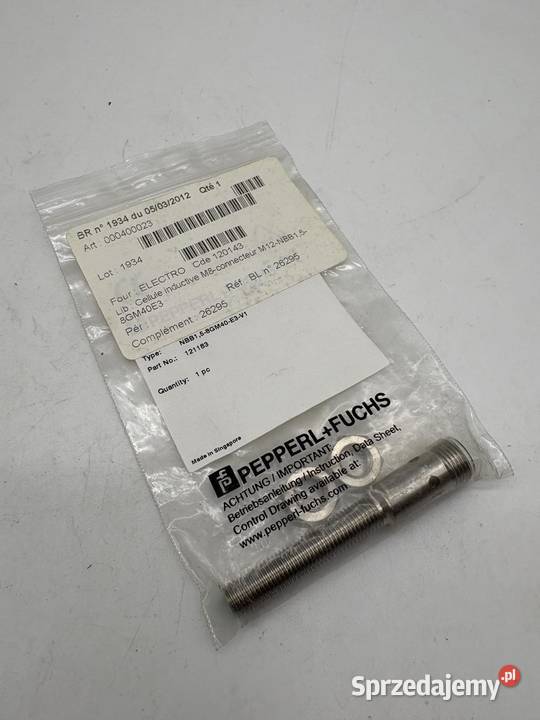 BR n° 1934 du 05/03/2012 Qté 1
Art : 000400023
Lot : 1934
Four : ELECTRO Cde 120143
Lib. Cellule inductive M8-connecteur M12-NBB1,5-
8GM40E3
Pér : Réf. BL n° 26295
Complément : 26295
Type: NBB1,5-8GM40-E3-V1
Part No.: 121183
Quantity: 1 pc
Made in Singapore
PEPPERL+FUCHS
ACHTUNG / IMPORTANT:
Betriebsanleitung / Instruction, Data Sheet,
Control Drawing available at:
www.pepperl-fuchs.com
Sprzedajemy.pl